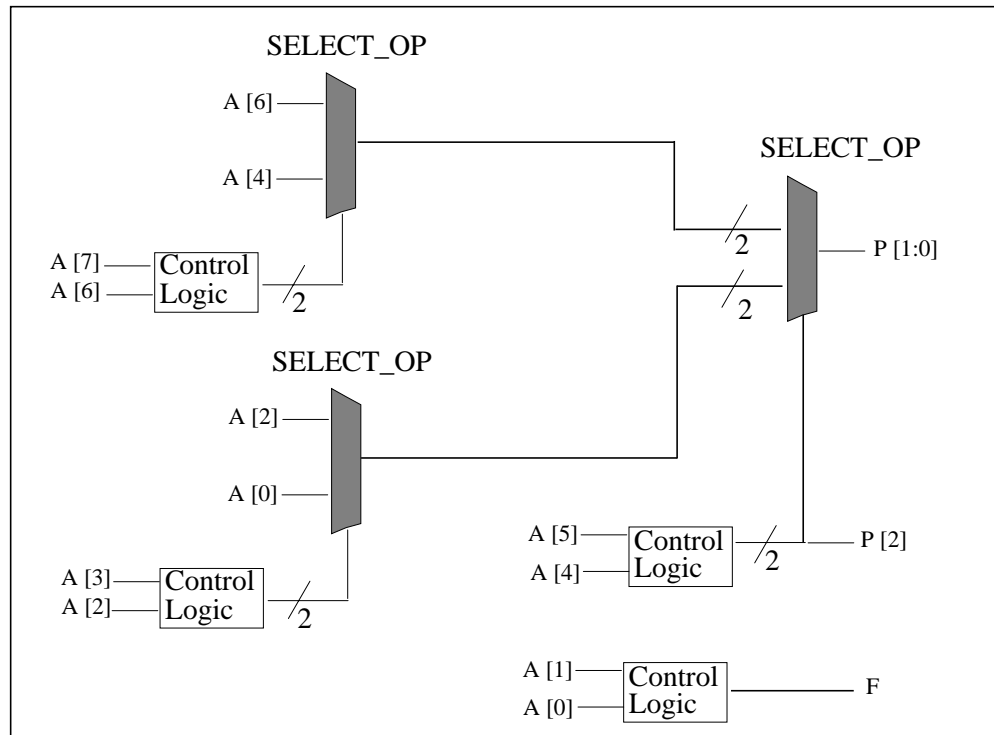 SELECT_OP
A [6]
A [4]
A [7]
A [6]
Control
Logic
2
SELECT_OP
2
2
P [1:0]
SELECT_OP
A [2]
A [0]
A [3]
A [2]
Control
Logic
2
A [5]
A [4]
Control
Logic
2
P [2]
A [1]
A [0]
Control
Logic
F